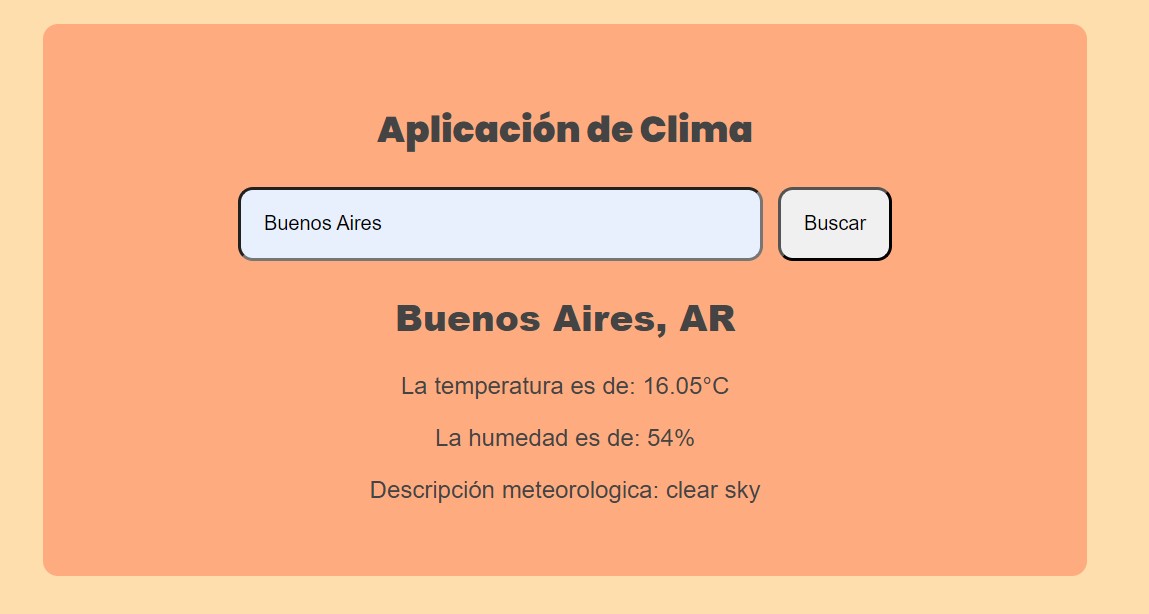 Aplicación de Clima
Buenos Aires
Buscar
Buenos Aires, AR
La temperatura es de: 16.05°C
La humedad es de: 54%
Descripción meteorologica: clear sky